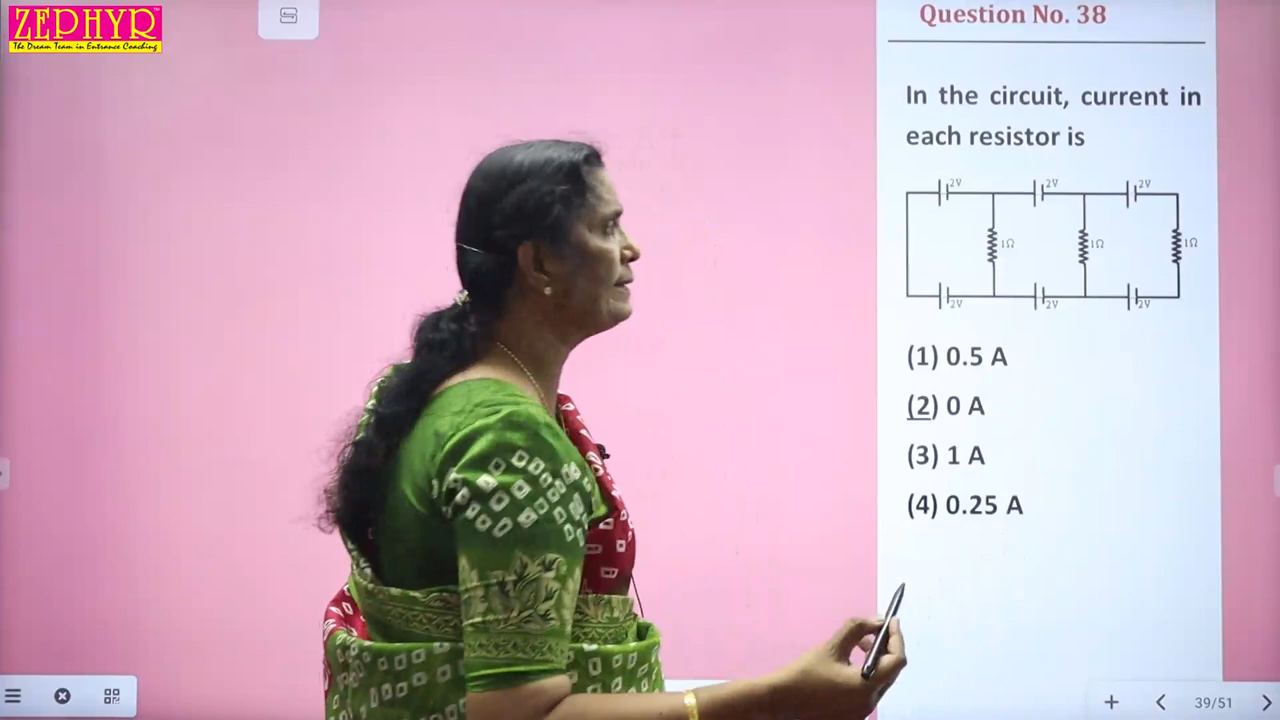 ZEPHYR™
The Dream Team in Entrance Coaching
Question No. 38
In the circuit, current in
each resistor is
2V 2V 2V
1Ω 1Ω 1Ω
2V 2V 2V
(1) 0.5 A
(2) 0 A
(3) 1 A
(4) 0.25 A
39/51